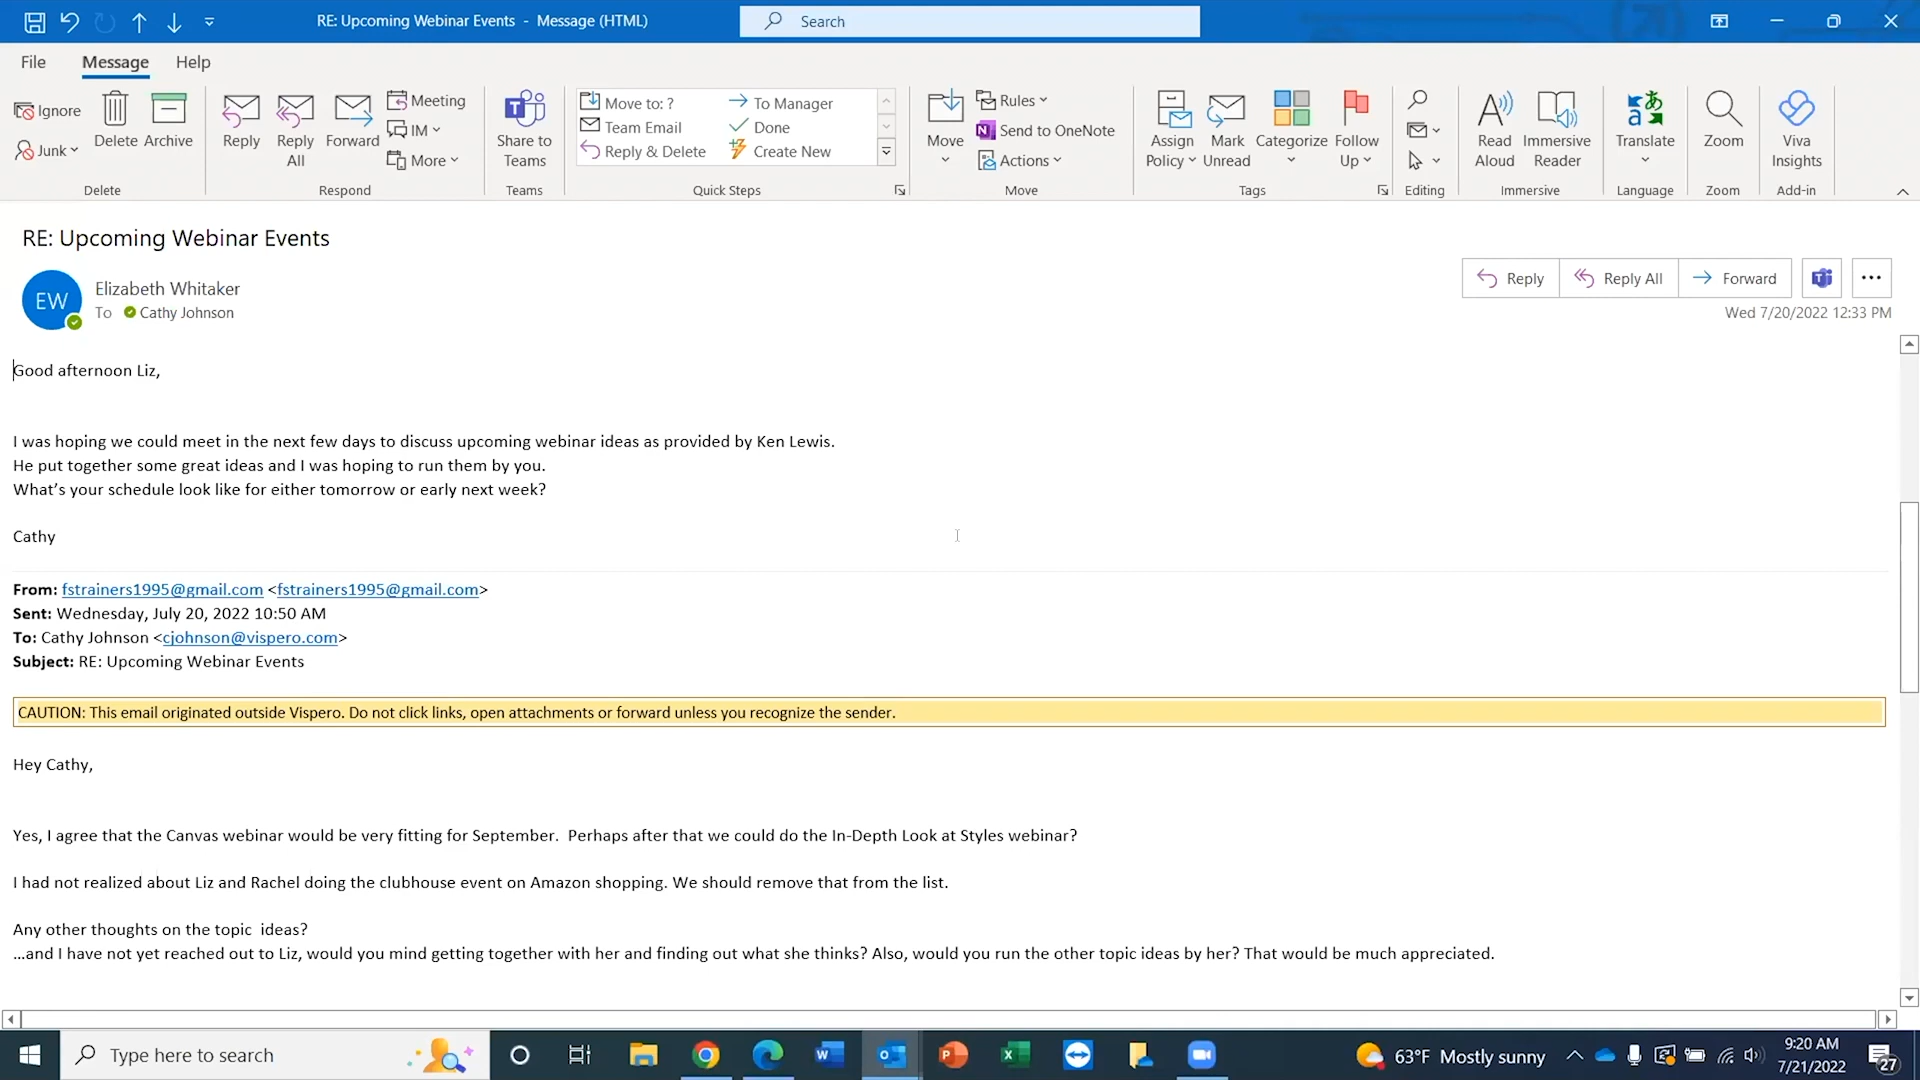 RE: Upcoming Webinar Events - Message (HTML)
Search
File Message Help
Ignore
Junk
Delete
Archive
Delete
Reply
Reply All
Forward
Meeting
IM
More
Respond
Share to Teams
Teams
Move to: ?
Team Email
Reply & Delete
To Manager
Done
Create New
Quick Steps
Move
Rules
Send to OneNote
Actions
Move
Assign Policy
Mark Unread
Categorize
Follow Up
Tags
Editing
Read Aloud
Immersive Reader
Immersive
Translate
Language
Zoom
Zoom
Viva Insights
Add-in
RE: Upcoming Webinar Events
EW
Elizabeth Whitaker
To Cathy Johnson
Reply
Reply All
Forward
Wed 7/20/2022 12:33 PM
Good afternoon Liz,
I was hoping we could meet in the next few days to discuss upcoming webinar ideas as provided by Ken Lewis.
He put together some great ideas and I was hoping to run them by you.
What’s your schedule look like for either tomorrow or early next week?
Cathy
From: fstrainers1995@gmail.com <fstrainers1995@gmail.com>
Sent: Wednesday, July 20, 2022 10:50 AM
To: Cathy Johnson <cjohnson@vispero.com>
Subject: RE: Upcoming Webinar Events
CAUTION: This email originated outside Vispero. Do not click links, open attachments or forward unless you recognize the sender.
Hey Cathy,
Yes, I agree that the Canvas webinar would be very fitting for September.  Perhaps after that we could do the In-Depth Look at Styles webinar?
I had not realized about Liz and Rachel doing the clubhouse event on Amazon shopping. We should remove that from the list.
Any other thoughts on the topic  ideas?
…and I have not yet reached out to Liz, would you mind getting together with her and finding out what she thinks? Also, would you run the other topic ideas by her? That would be much appreciated.
Type here to search
63°F Mostly sunny
9:20 AM
7/21/2022
27